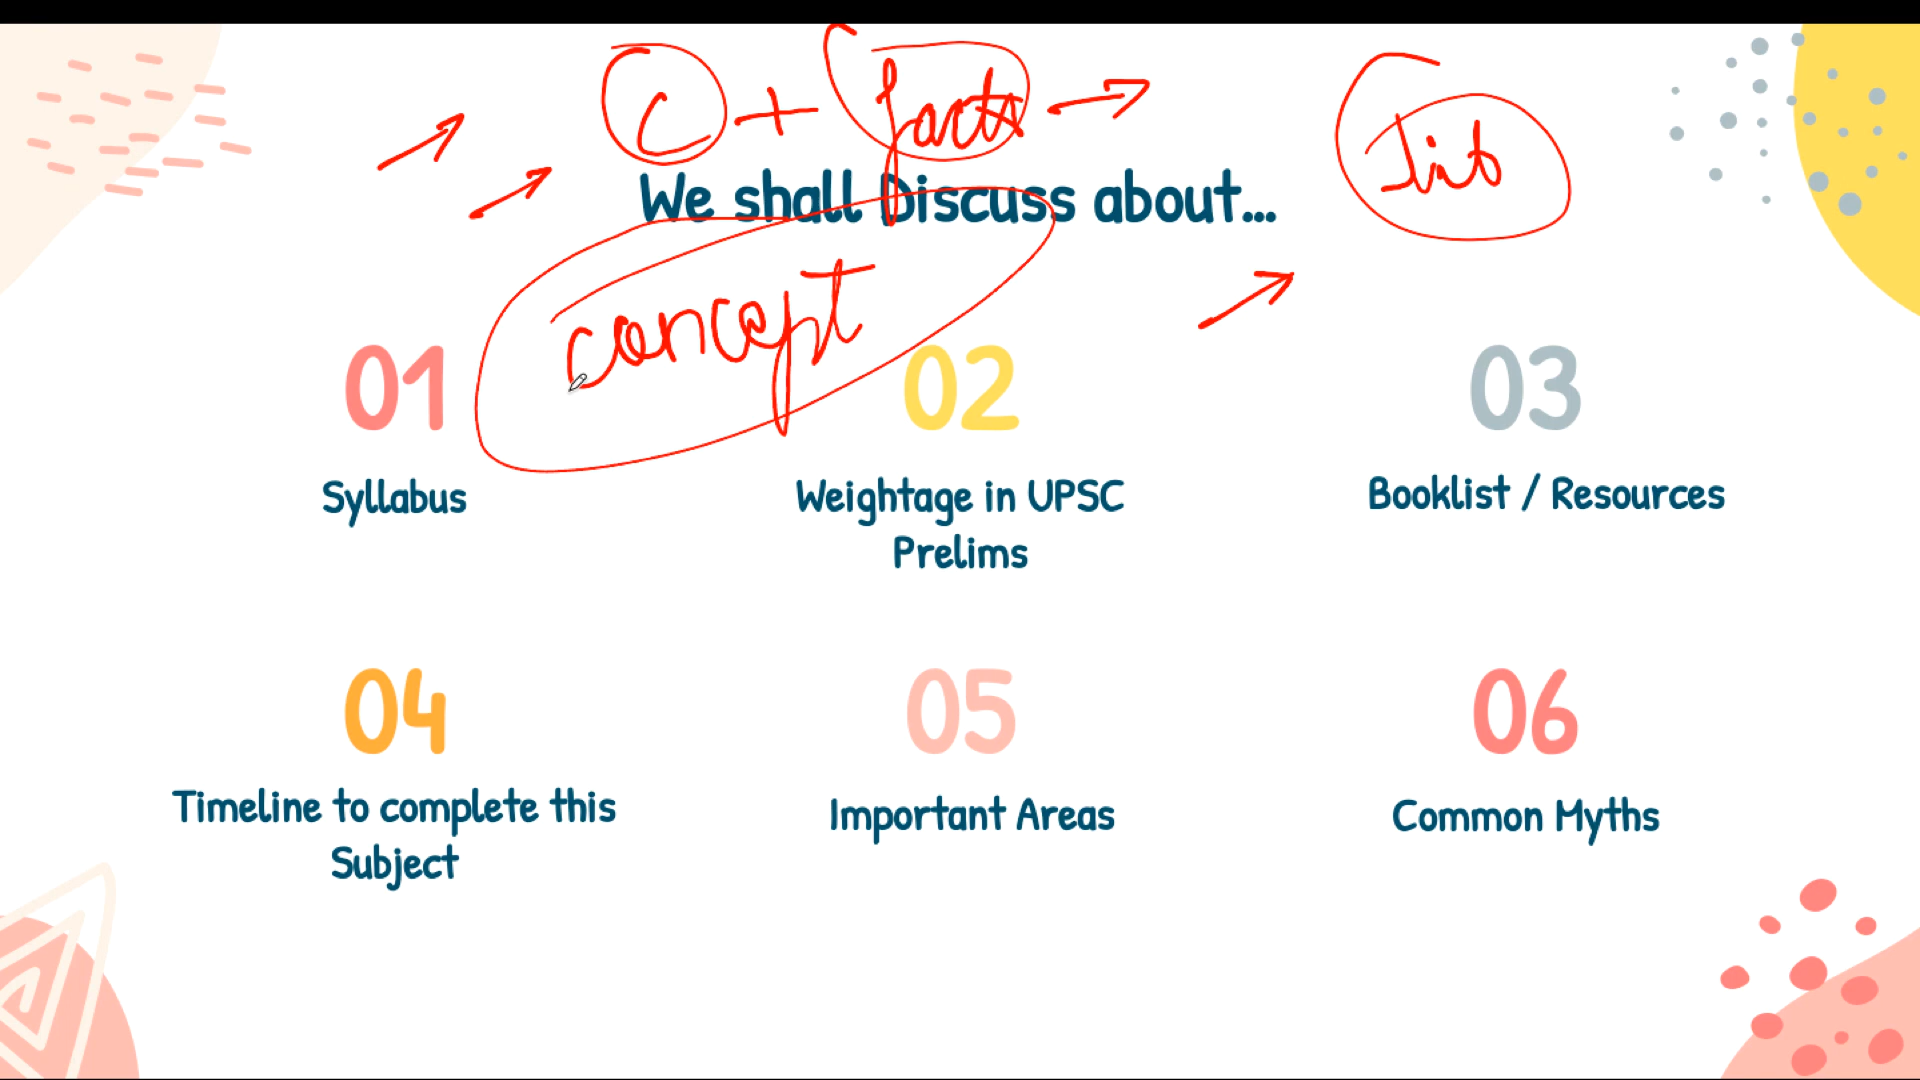 C + facts
We shall Discuss about...
concept
01
02
03
Syllabus
Weightage in UPSC
Prelims
Booklist / Resources
04
05
06
Timeline to complete this
Subject
Important Areas
Common Myths